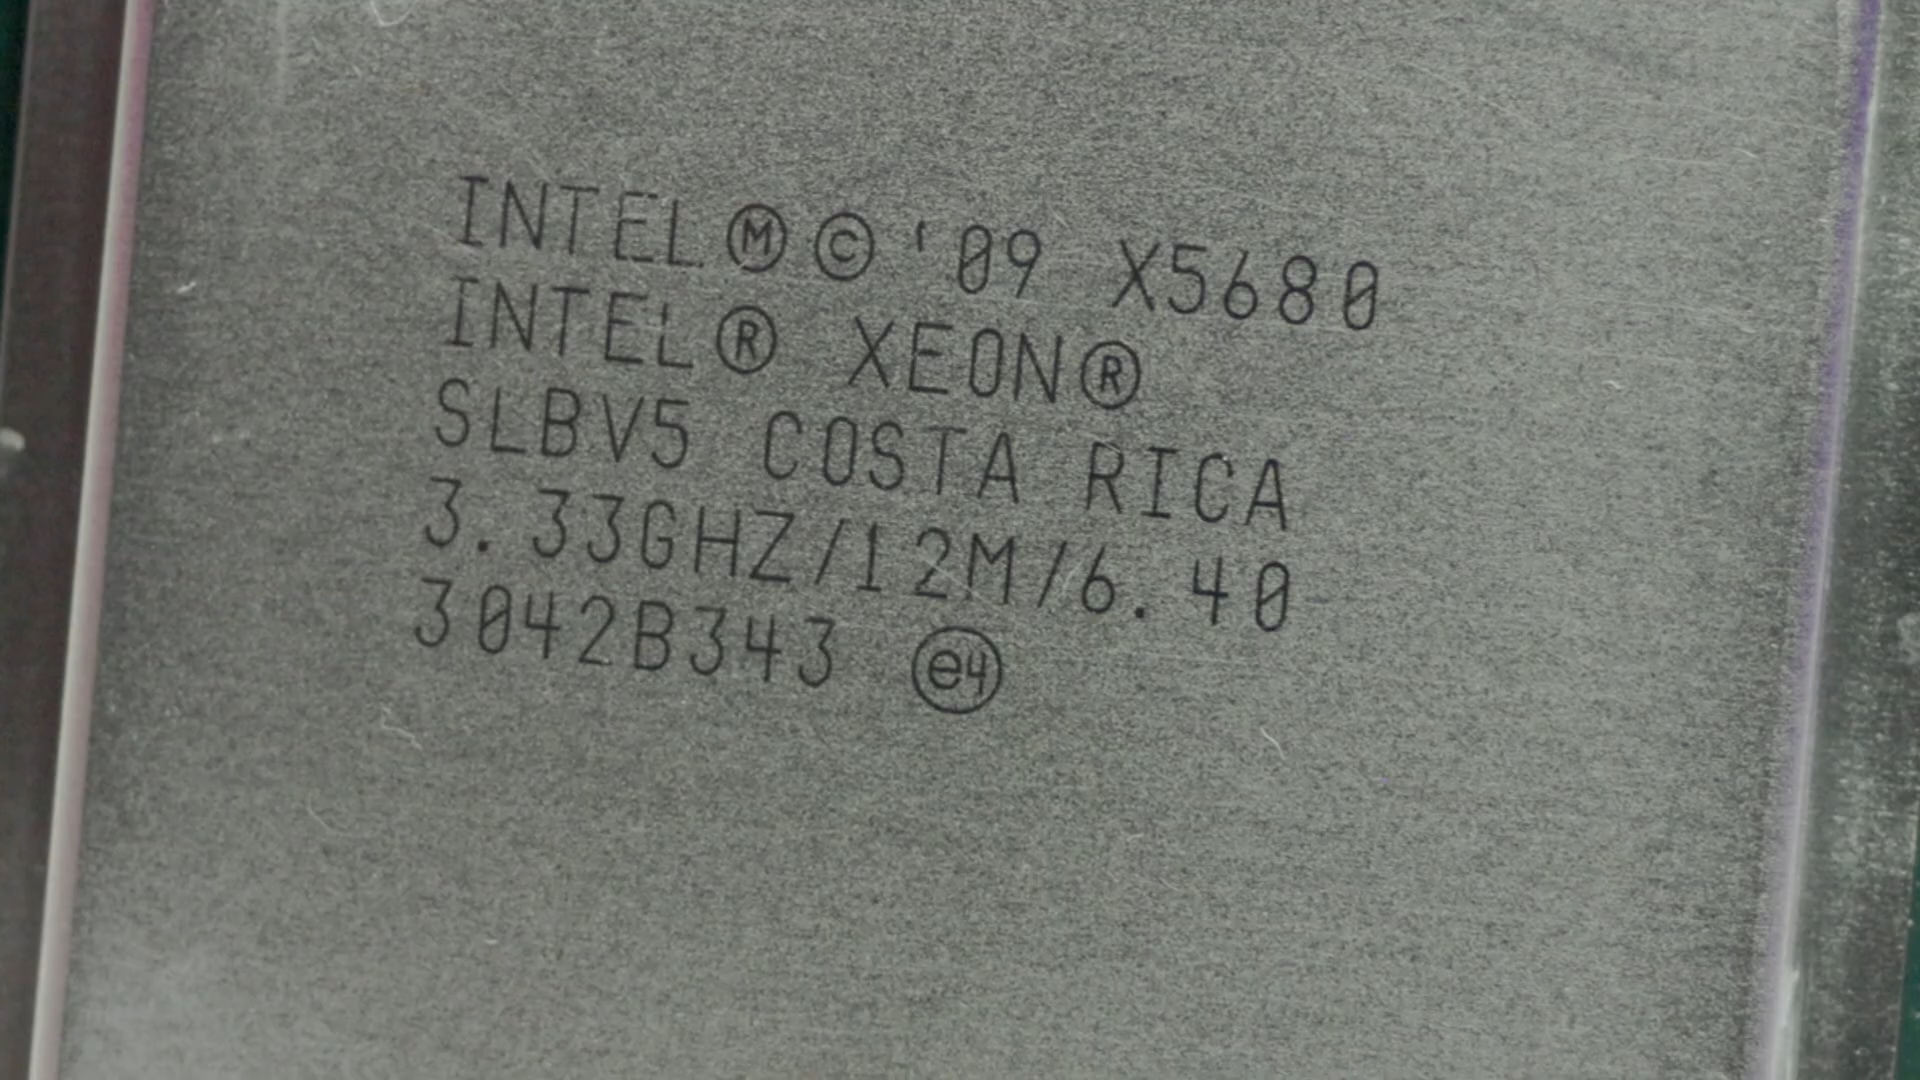 INTEL Ⓜ © '09 X5680
INTEL® XEON®
SLBV5 COSTA RICA
3.33GHZ/12M/6.40
3042B343 e4